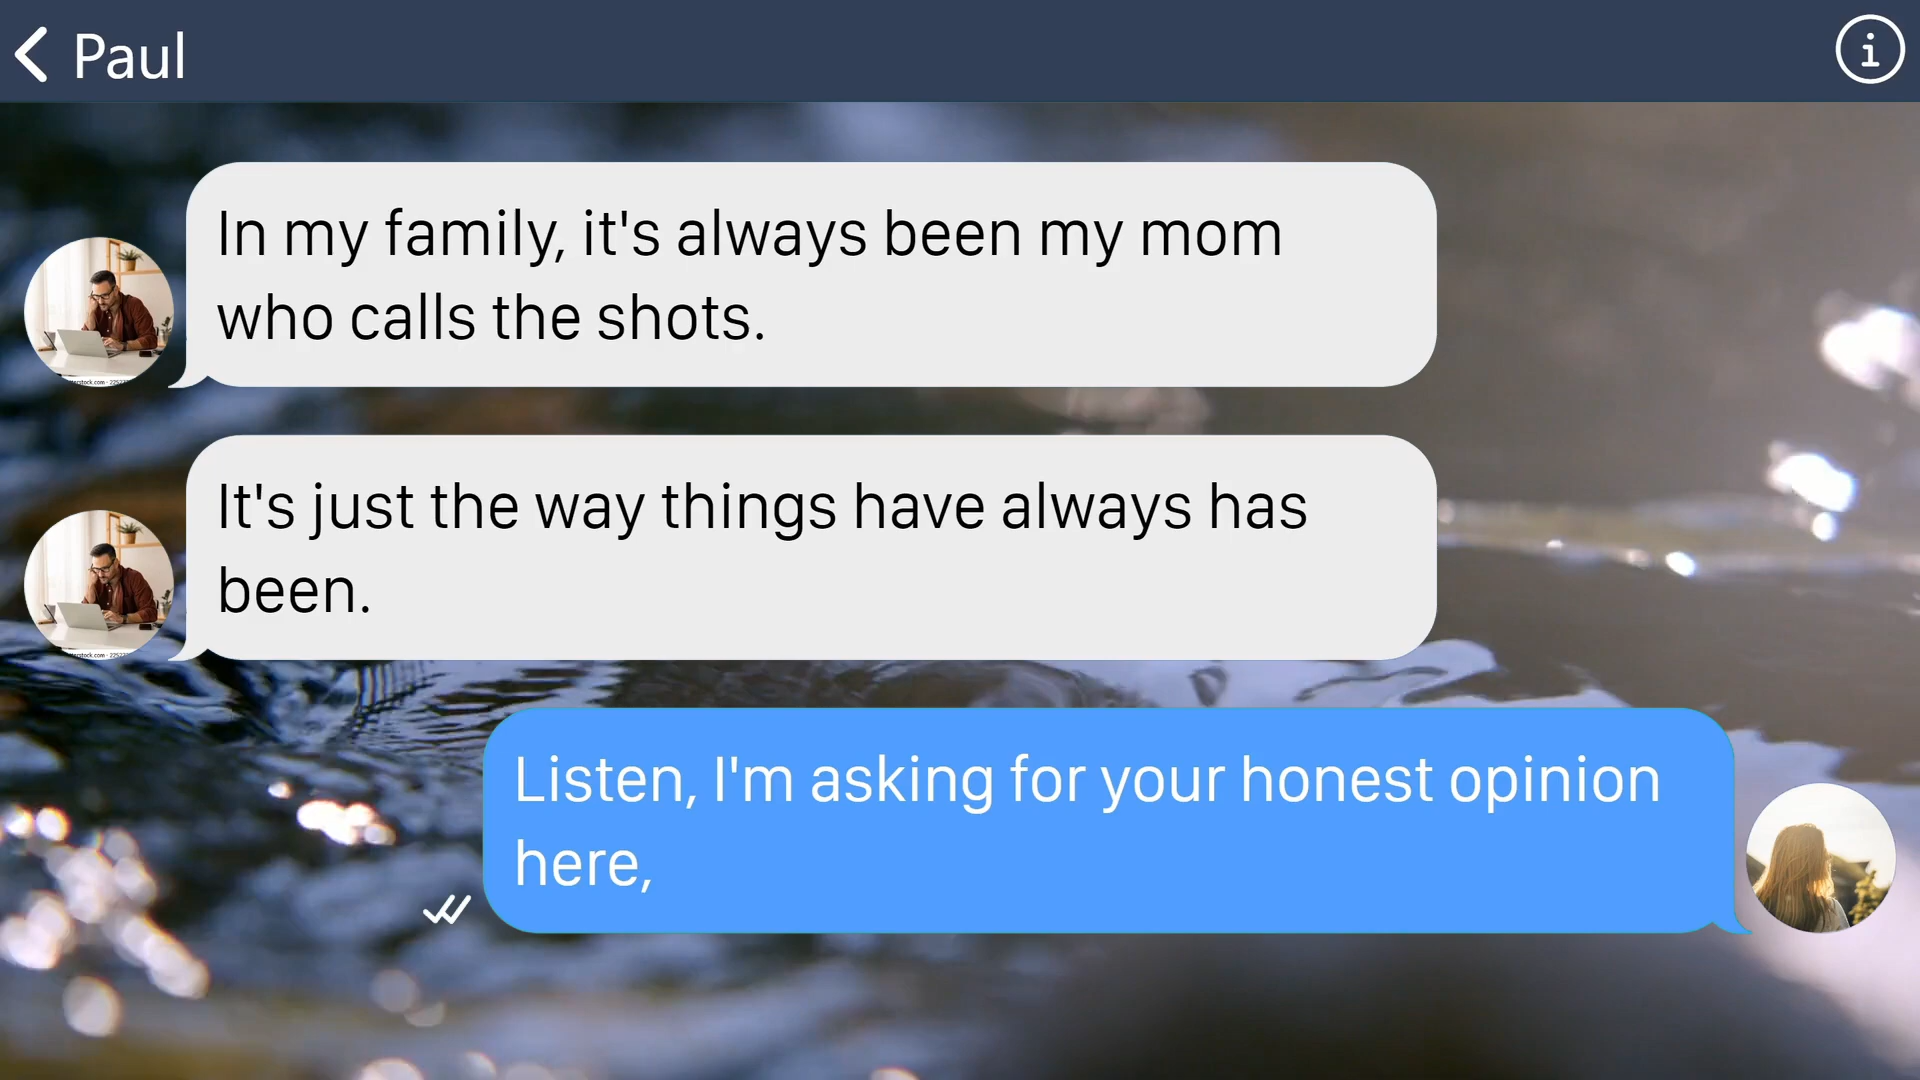 Paul
In my family, it's always been my mom
who calls the shots.
It's just the way things have always has
been.
Listen, I'm asking for your honest opinion
here,